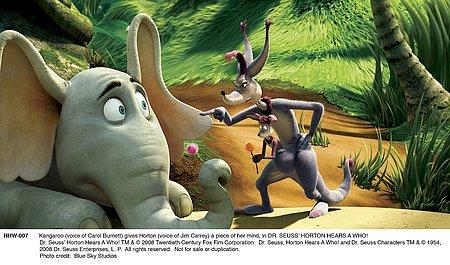 HHW-007 Kangaroo (voice of Carol Burnett) gives Horton (voice of Jim Carrey) a piece of her mind, in DR. SEUSS' HORTON HEARS A WHO!
Dr. Seuss' Horton Hears A Who! TM & © 2008 Twentieth Century Fox Fim Corporation. Dr. Seuss, Horton Hears A Who! and Dr. Seuss Characters TM & © 1954,
2008 Dr. Seuss Enterprises, L. P. All rights reserved. Not for sale or duplication.
Photo credit: Blue Sky Studios